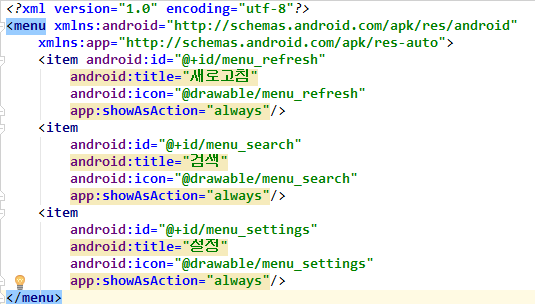 <?xml version="1.0" encoding="utf-8"?>
<menu xmlns:android="http://schemas.android.com/apk/res/android"
    xmlns:app="http://schemas.android.com/apk/res-auto">
    <item android:id="@+id/menu_refresh"
        android:title="새로고침"
        android:icon="@drawable/menu_refresh"
        app:showAsAction="always"/>
    <item
        android:id="@+id/menu_search"
        android:title="검색"
        android:icon="@drawable/menu_search"
        app:showAsAction="always"/>
    <item
        android:id="@+id/menu_settings"
        android:title="설정"
        android:icon="@drawable/menu_settings"
        app:showAsAction="always"/>
</menu>